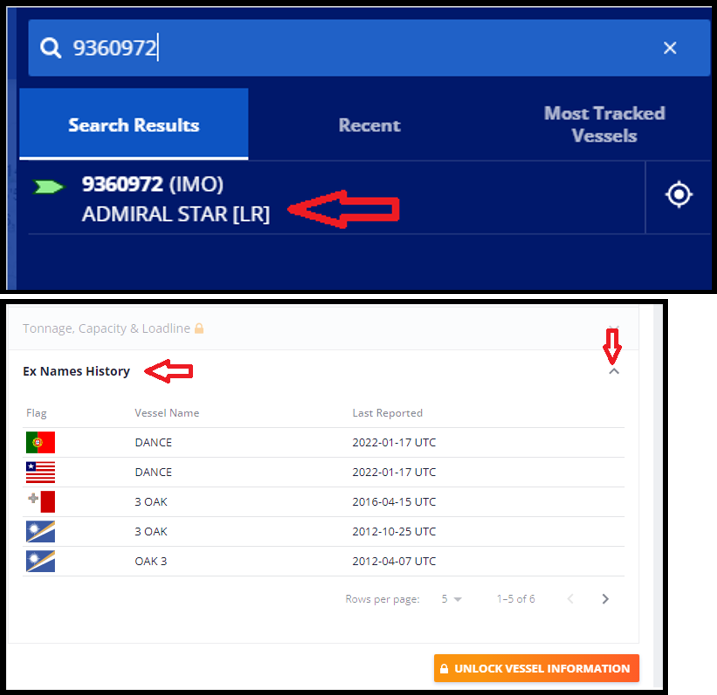 9360972
Search Results
Recent
Most Tracked
Vessels
9360972 (IMO)
ADMIRAL STAR [LR]
Tonnage, Capacity & Loadline
Ex Names History
Flag Vessel Name Last Reported
DANCE 2022-01-17 UTC
DANCE 2022-01-17 UTC
3 OAK 2016-04-15 UTC
3 OAK 2012-10-25 UTC
OAK 3 2012-04-07 UTC
Rows per page: 5 1–5 of 6
UNLOCK VESSEL INFORMATION